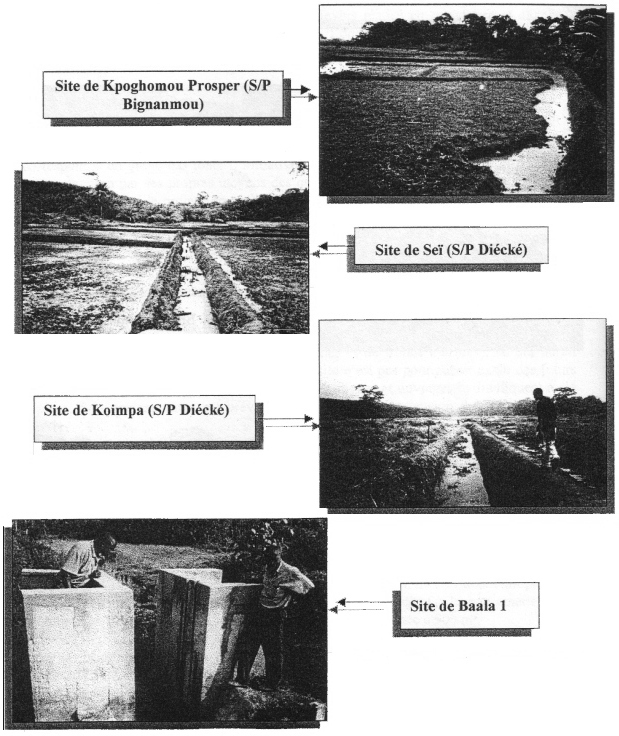 Site de Kpoghomou Prosper (S/P
Bignanmou)
Site de Seï (S/P Diécké)
Site de Koimpa (S/P Diécké)
Site de Baala 1